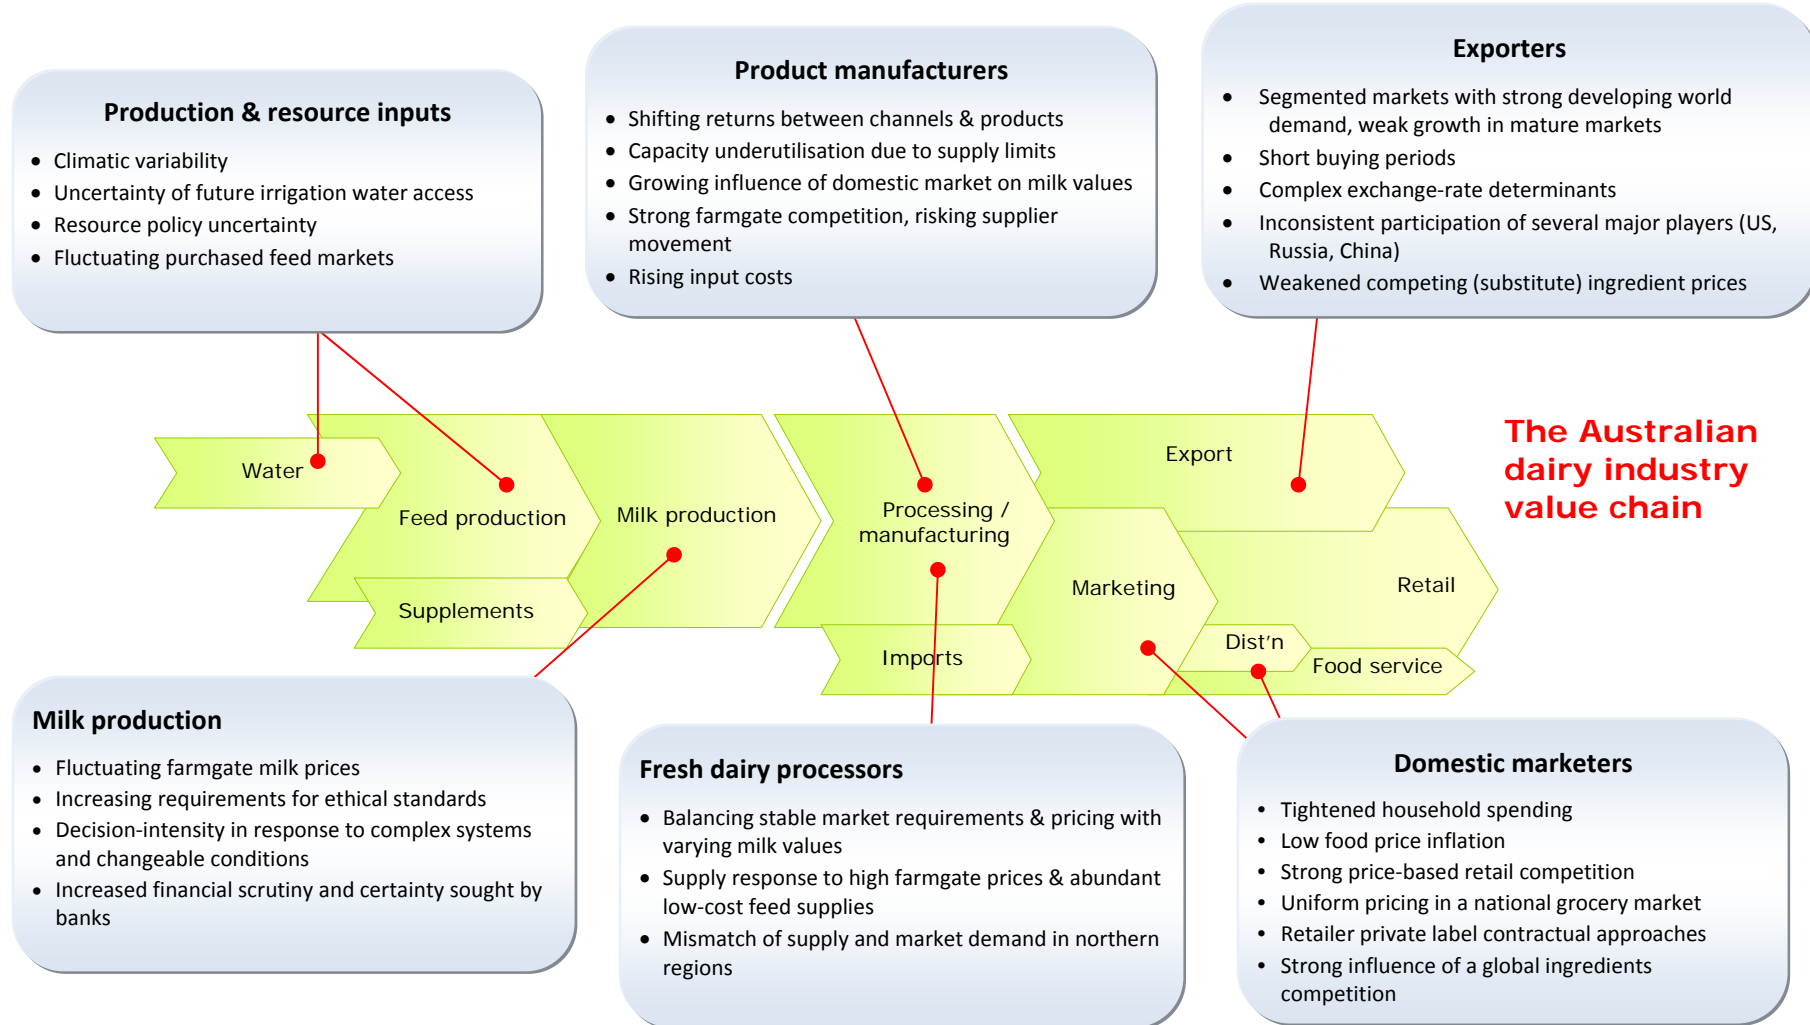 Production & resource inputs
• Climatic variability
• Uncertainty of future irrigation water access
• Resource policy uncertainty
• Fluctuating purchased feed markets
Product manufacturers
• Shifting returns between channels & products
• Capacity underutilisation due to supply limits
• Growing influence of domestic market on milk values
• Strong farmgate competition, risking supplier
movement
• Rising input costs
Exporters
• Segmented markets with strong developing world
demand, weak growth in mature markets
• Short buying periods
• Complex exchange-rate determinants
• Inconsistent participation of several major players (US,
Russia, China)
• Weakened competing (substitute) ingredient prices
The Australian
dairy industry
value chain
Water
Feed production
Supplements
Milk production
Processing /
manufacturing
Imports
Export
Marketing
Retail
Dist'n
Food service
Milk production
• Fluctuating farmgate milk prices
• Increasing requirements for ethical standards
• Decision-intensity in response to complex systems
and changeable conditions
• Increased financial scrutiny and certainty sought by
banks
Fresh dairy processors
• Balancing stable market requirements & pricing with
varying milk values
• Supply response to high farmgate prices & abundant
low-cost feed supplies
• Mismatch of supply and market demand in northern
regions
Domestic marketers
• Tightened household spending
• Low food price inflation
• Strong price-based retail competition
• Uniform pricing in a national grocery market
• Retailer private label contractual approaches
• Strong influence of a global ingredients
competition